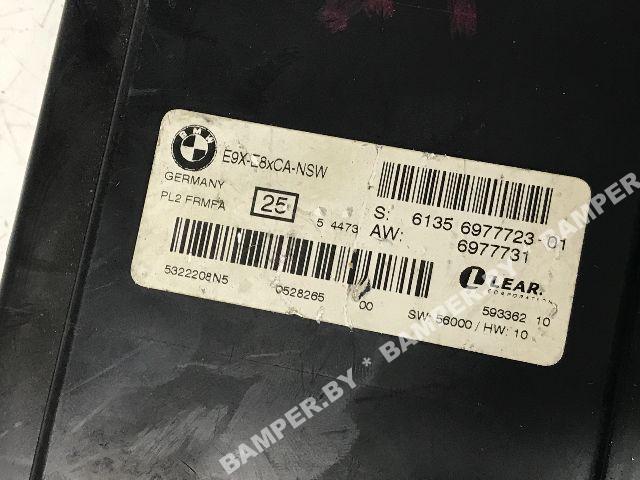 BMW
E9X-E8xCA-NSW
GERMANY
PL2 FRMFA
25
5 4473
S: 6135 6977723 01
AW: 6977731
5322208N5
0528265
00
LEAR
CORPORATION
593362 10
SW: 56000 / HW: 10
BAMPER.BY * BAMPER.BY * BAMPER